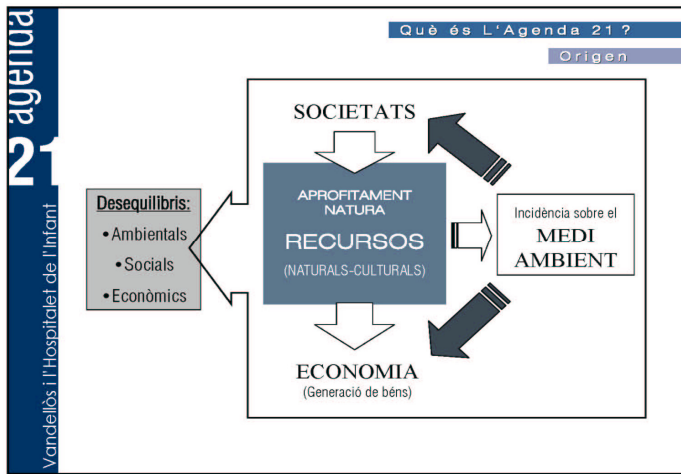 agenda
21
Vandellòs i l'Hospitalet de l'Infant
Què és L'Agenda 21 ?
Origen
SOCIETATS
APROFITAMENT
NATURA
RECURSOS
(NATURALS-CULTURALS)
Incidència sobre el
MEDI
AMBIENT
Desequilibris:
• Ambientals
• Socials
• Econòmics
ECONOMIA
(Generació de béns)